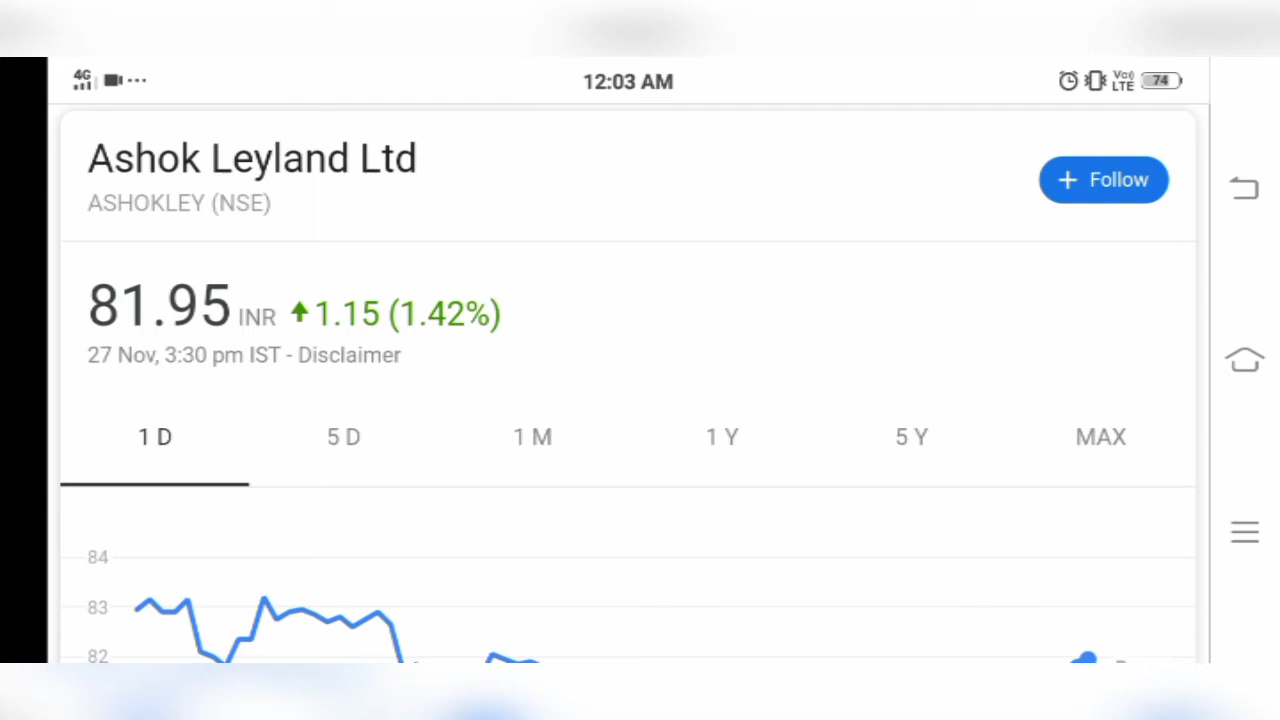 4G
12:03 AM
Vo) LTE 74
Ashok Leyland Ltd
ASHOKLEY (NSE)
+ Follow
81.95 INR ↑1.15 (1.42%)
27 Nov, 3:30 pm IST - Disclaimer
1 D 5 D 1 M 1 Y 5 Y MAX
84
83
82